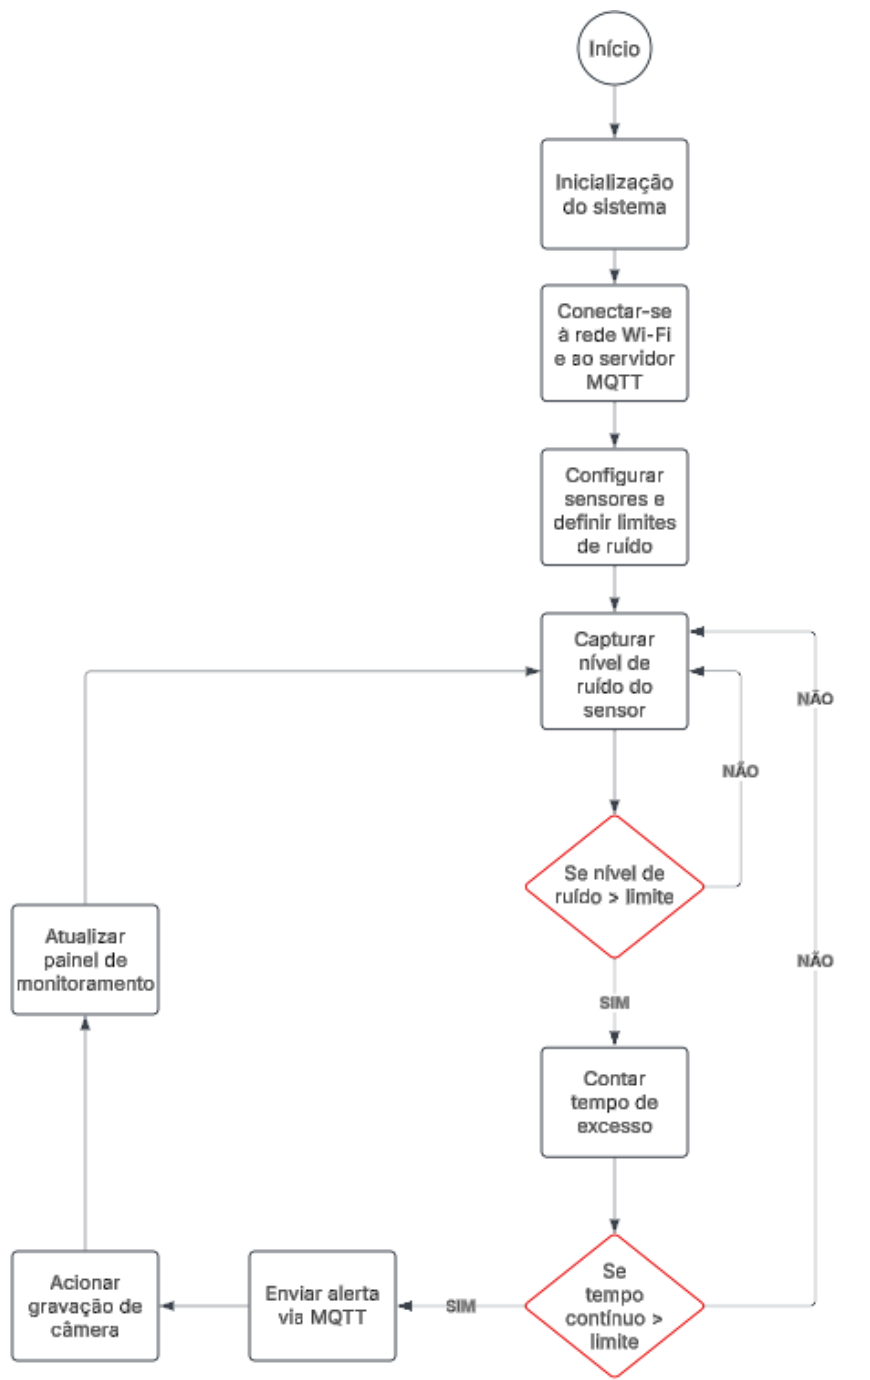 Início
Inicialização
do sistema
Conectar-se
à rede Wi-Fi
e ao servidor
MQTT
Configurar
sensores e
definir limites
de ruído
Capturar
nível de
ruído do
sensor
NÃO
NÃO
Se nível de
ruído > limite
Atualizar
painel de
monitoramento
NÃO
SIM
Contar
tempo de
excesso
Se
tempo
contínuo >
limite
SIM
Enviar alerta
via MQTT
Acionar
gravação de
câmera